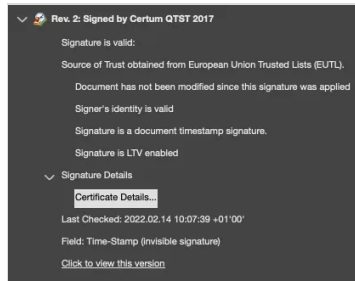 Rev. 2: Signed by Certum QTST 2017
Signature is valid:
Source of Trust obtained from European Union Trusted Lists (EUTL).
Document has not been modified since this signature was applied
Signer's identity is valid
Signature is a document timestamp signature.
Signature is LTV enabled
Signature Details
Certificate Details...
Last Checked: 2022.02.14 10:07:39 +01'00'
Field: Time-Stamp (invisible signature)
Click to view this version